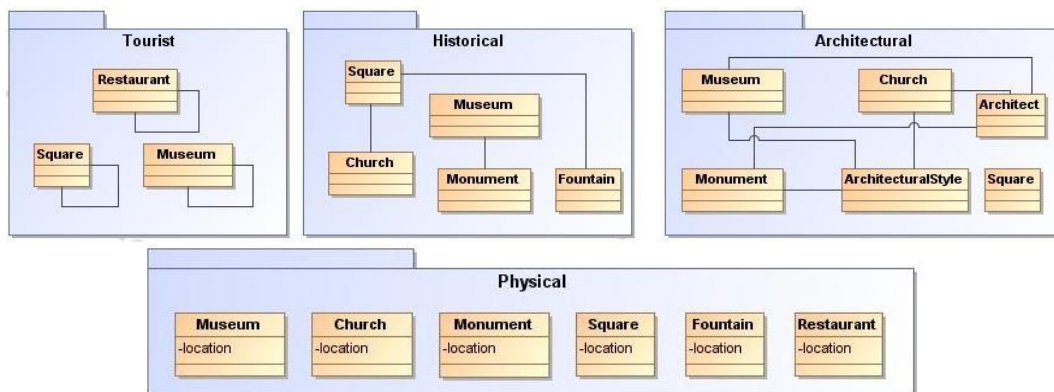 Tourist
Restaurant
Square
Museum
Historical
Square
Museum
Church
Monument
Fountain
Architectural
Museum
Church
Architect
Monument
ArchitecturalStyle
Square
Physical
Museum
-location
Church
-location
Monument
-location
Square
-location
Fountain
-location
Restaurant
-location